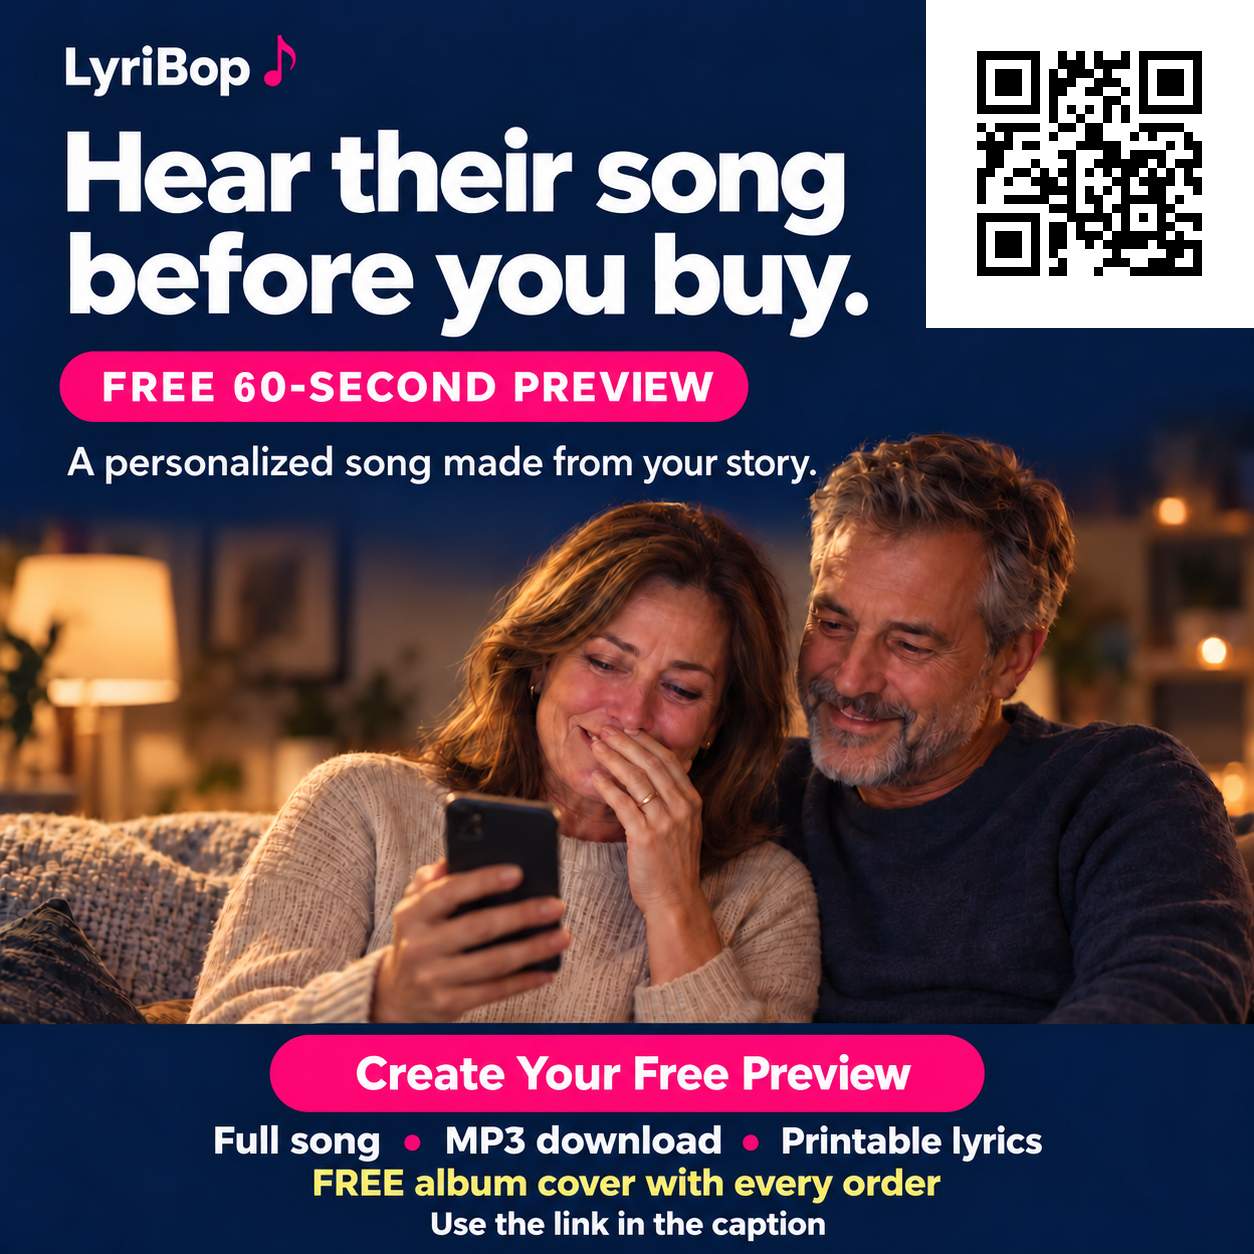 LyriBop
Hear their song
before you buy.
FREE 60-SECOND PREVIEW
A personalized song made from your story.
Create Your Free Preview
Full song • MP3 download • Printable lyrics
FREE album cover with every order
Use the link in the caption